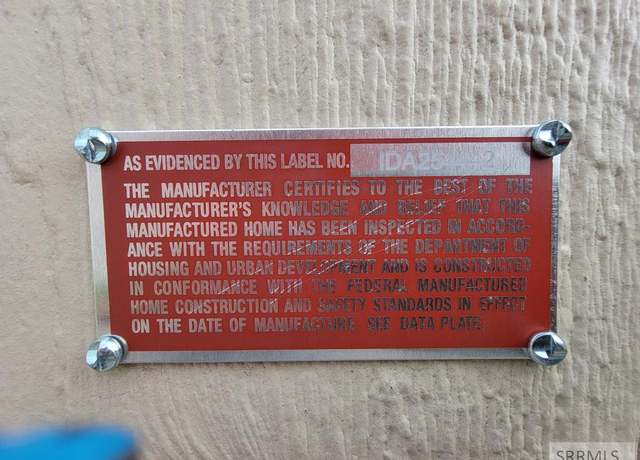 AS EVIDENCED BY THIS LABEL NO.
THE MANUFACTURER CERTIFIES TO THE BEST OF THE
MANUFACTURER'S KNOWLEDGE AND BELIEF THAT THIS
MANUFACTURED HOME HAS BEEN INSPECTED IN ACCORD-
ANCE WITH THE REQUIREMENTS OF THE DEPARTMENT OF
HOUSING AND URBAN DEVELOPMENT AND IS CONSTRUCTED
IN CONFORMANCE WITH THE FEDERAL MANUFACTURED
HOME CONSTRUCTION AND SAFETY STANDARDS IN EFFECT
ON THE DATE OF MANUFACTURE. SEE DATA PLATE.
SRRMLS